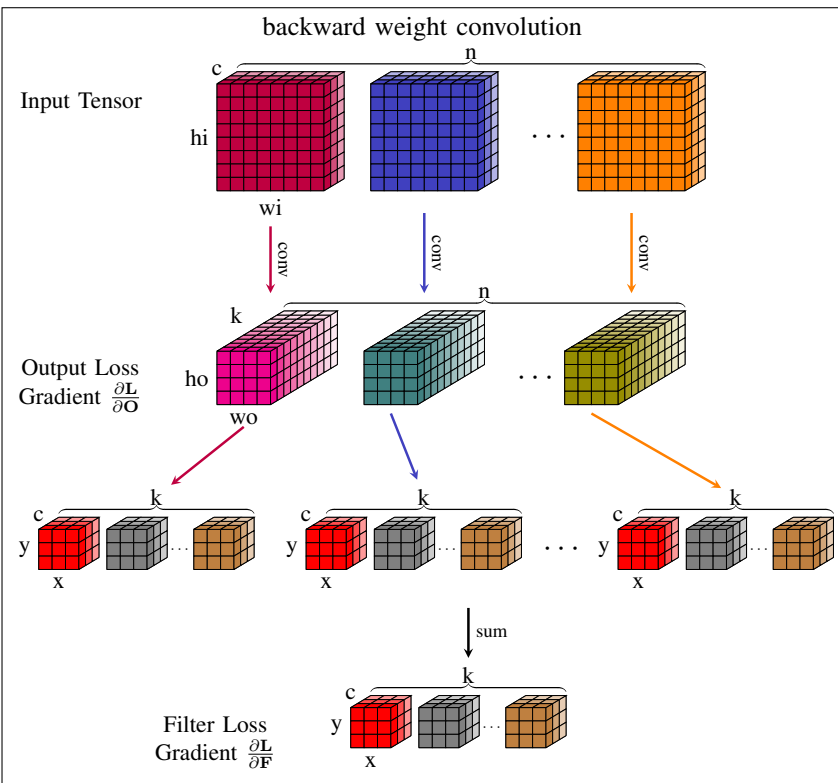 backward weight convolution
n
c
Input Tensor
hi
wi
conv conv conv
n
k
Output Loss
Gradient ∂L/∂O
ho
wo
k k k
c c c
y ... y ... ... y ...
x x x
sum
k
c
Filter Loss
Gradient ∂L/∂F
y ...
x